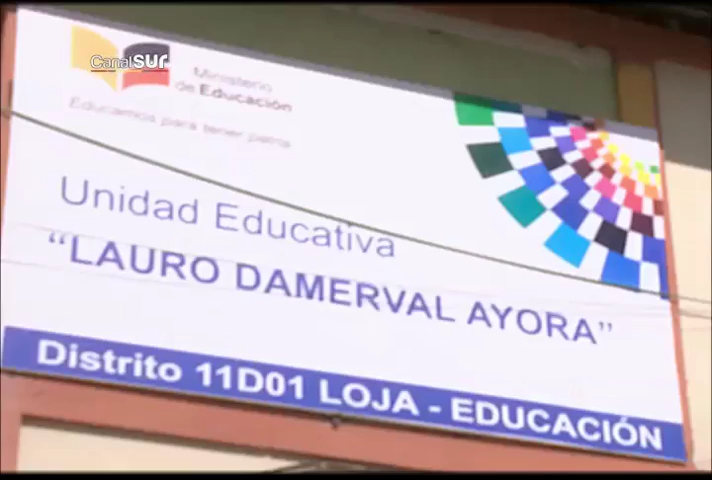 CanalSUr
Ministerio
de Educación
Educamos para tener patria
Unidad Educativa
“LAURO DAMERVAL AYORA”
Distrito 11D01 LOJA - EDUCACIÓN